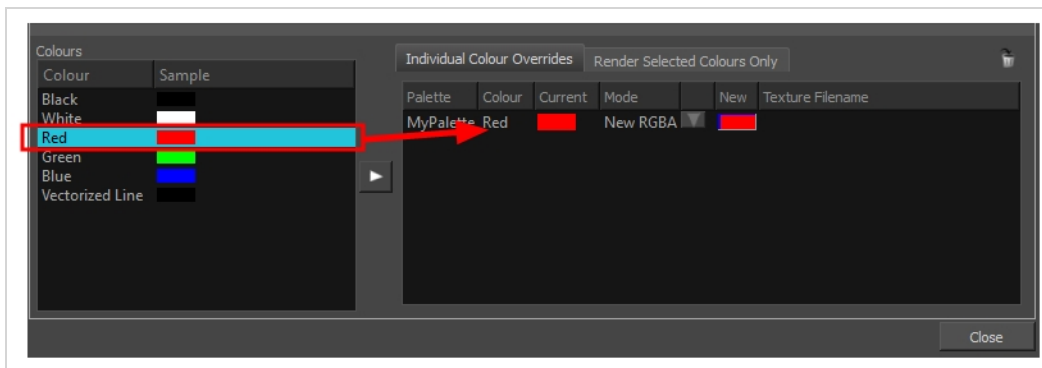 Colours
Colour Sample
Black
White
Red
Green
Blue
Vectorized Line
Individual Colour Overrides Render Selected Colours Only
Palette Colour Current Mode New Texture Filename
MyPalette Red New RGBA
Close